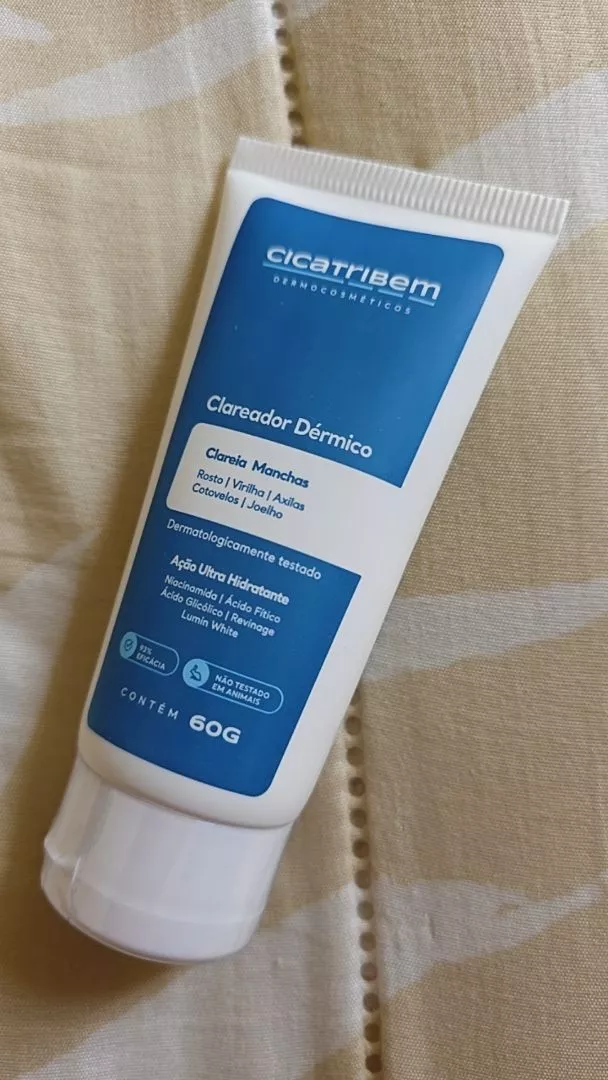 CICATRIBEM
DERMOCOSMÉTICOS
Clareador Dérmico
Clareia Manchas
Rosto | Virilha | Axilas
Cotovelos | Joelho
Dermatologicamente testado
Ação Ultra Hidratante
Niacinamida | Ácido Fítico
Ácido Glicólico | Revinage
Lumin White
93%
EFICÁCIA
NÃO TESTADO
EM ANIMAIS
CONTÉM 60G